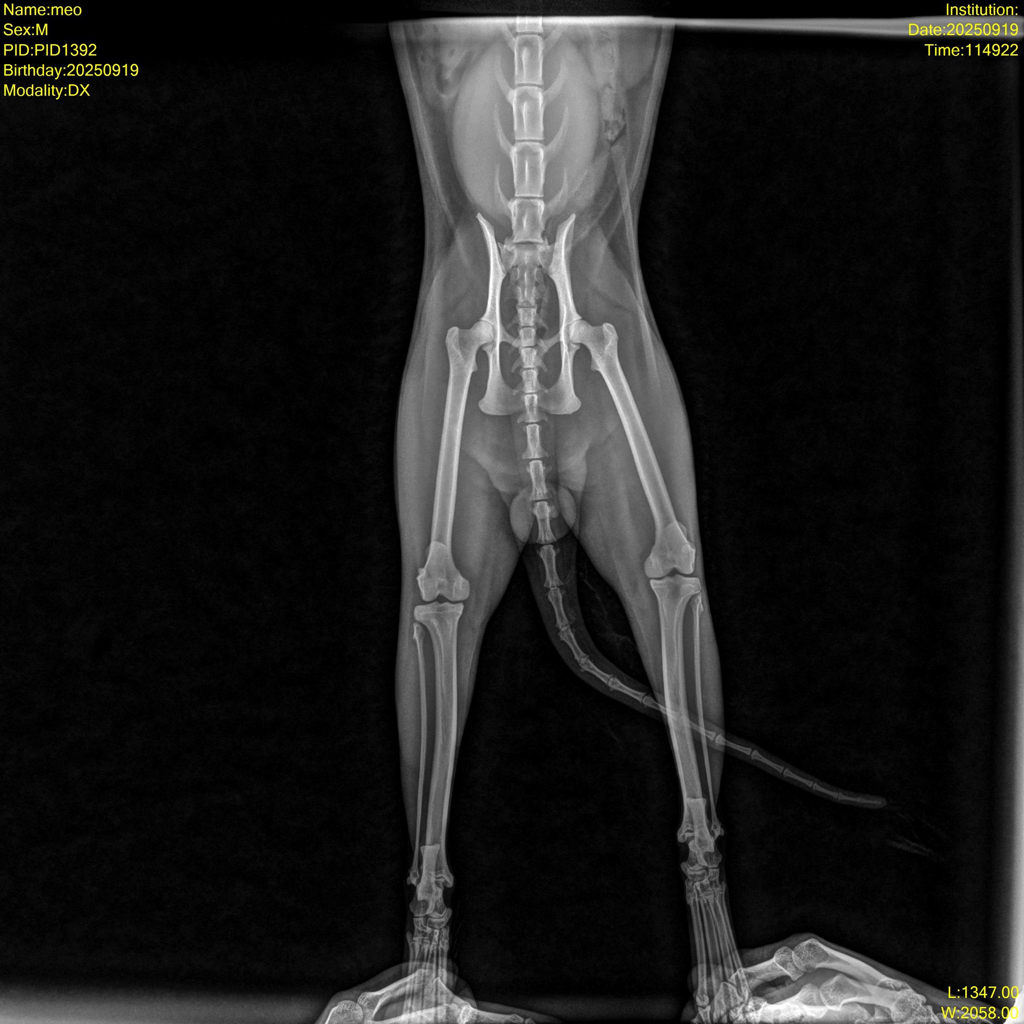 Name:meo
Sex:M
PID:PID1392
Birthday:20250919
Modality:DX
Institution:
Date:20250919
Time:114922
L:1347.00
W:2058.00